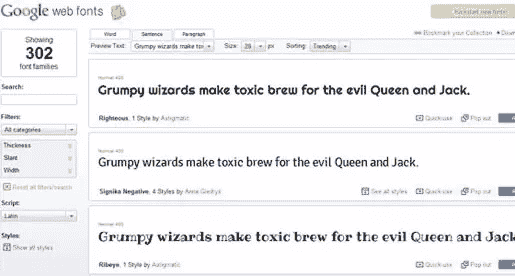 Google web fonts
Showing
302
font families
Search:
Filters:
All categories
Thickness
Slant
Width
Reset all filters/search
Script:
Latin
Styles:
Show all styles
Word Sentence Paragraph
Bookmark your Collection
Preview Text: Grumpy wizards make tox Size: px Sorting: Trending
Normal 400
Grumpy wizards make toxic brew for the evil Queen and Jack.
Righteous, 1 Style by Astigmatic Quick-use Pop out
Normal 400
Grumpy wizards make toxic brew for the evil Queen and Jack.
Signika Negative, 4 Styles by Anna Giedryś See all styles Quick-use Pop out
Normal 400
Grumpy wizards make toxic brew for the evil Queen and Jack
Ribeye, 1 Style by Astigmatic Quick-use Pop out